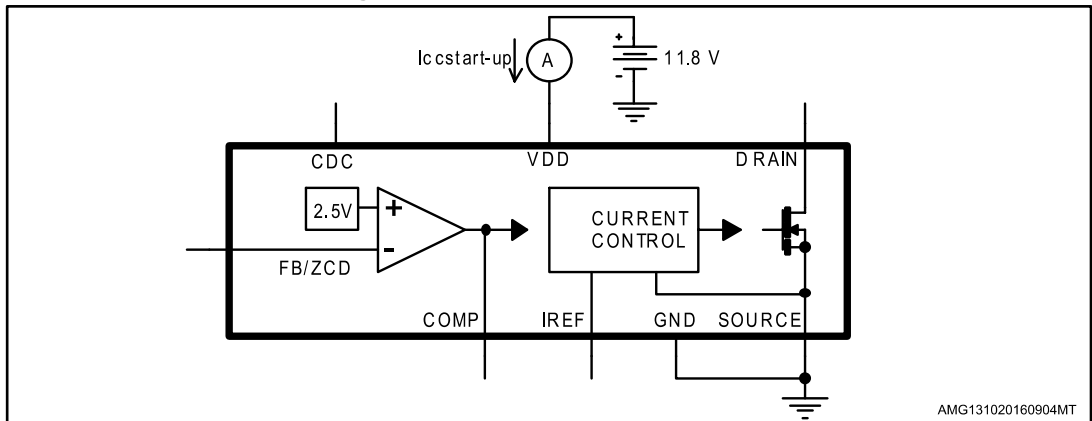 Iccstart-up
A
+
-
11.8 V
CDC
VDD
DRAIN
2.5V
+
-
CURRENT
CONTROL
FB/ZCD
COMP
IREF
GND
SOURCE
AMG131020160904MT